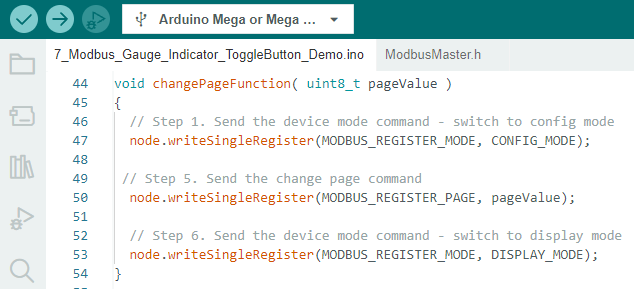 Arduino Mega or Mega ...
7_Modbus_Gauge_Indicator_ToggleButton_Demo.ino ModbusMaster.h
44 void changePageFunction( uint8_t pageValue )
45 {
46 // Step 1. Send the device mode command - switch to config mode
47 node.writeSingleRegister(MODBUS_REGISTER_MODE, CONFIG_MODE);
48
49 // Step 5. Send the change page command
50 node.writeSingleRegister(MODBUS_REGISTER_PAGE, pageValue);
51
52 // Step 6. Send the device mode command - switch to display mode
53 node.writeSingleRegister(MODBUS_REGISTER_MODE, DISPLAY_MODE);
54 }